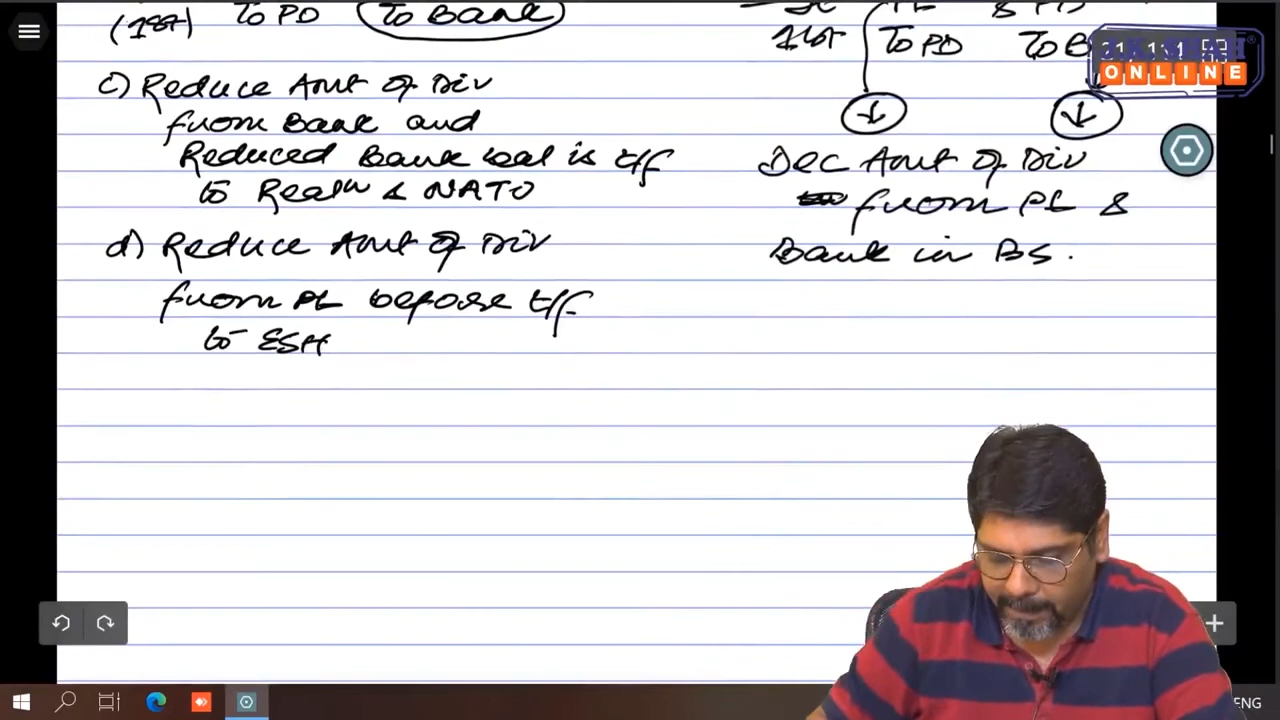 (1st) To PD To Bank
c) Reduce Amt of Div
from Bank and
Reduced Bank bal is t/f
to Realn & NATO
d) Reduce Amt of Div
from PL before t/f
to ESH
1st To PD To B
Dec Amt of Div
from PL &
Bank in BS.
ONLINE
ENG